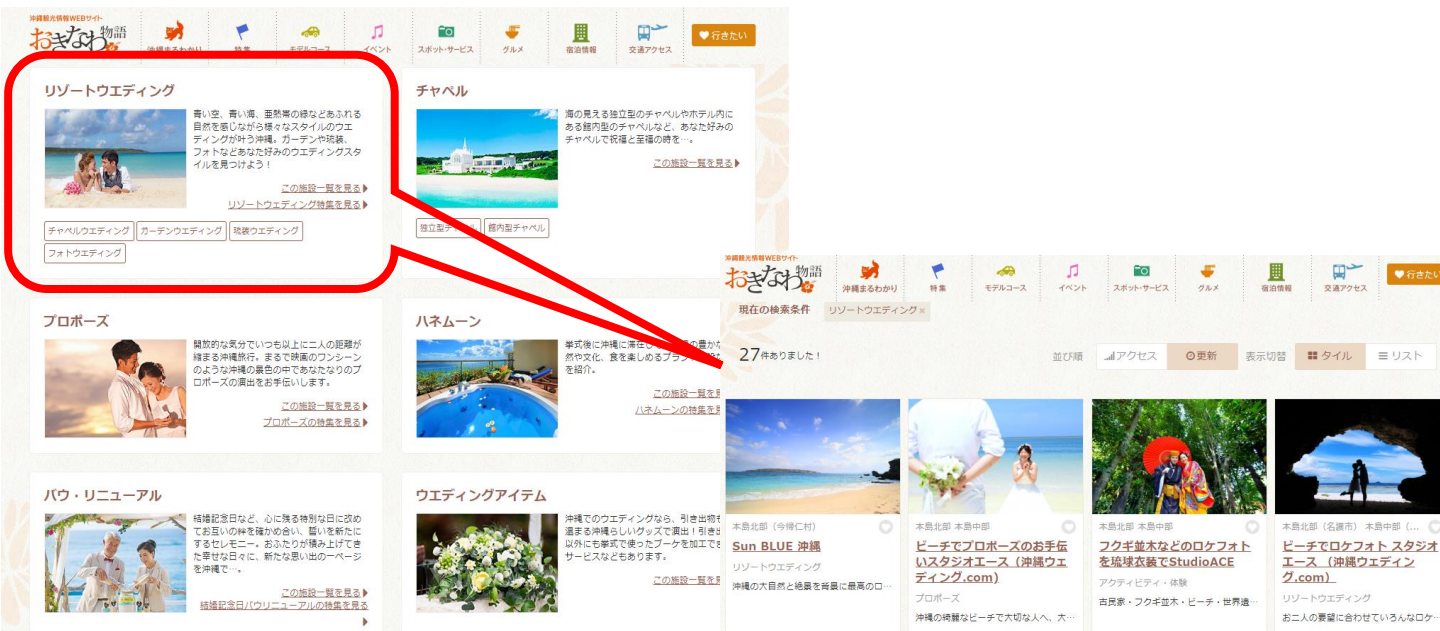 沖縄観光情報WEBサイト
おきなわ物語
沖縄まるわかり
特集
モデルコース
イベント
スポット・サービス
グルメ
宿泊情報
交通アクセス
行きたい
リゾートウエディング
青い空、青い海、亜熱帯の緑などあふれる
自然を感じながら様々なスタイルのウエ
ディングが叶う沖縄。ガーデンや琉装、
フォトなどあなた好みのウエディングスタ
イルを見つけよう！
この施設一覧を見る
リゾートウェディング特集を見る
チャペルウエディング
ガーデンウエディング
琉装ウエディング
フォトウエディング
チャペル
海の見える独立型のチャペルやホテル内に
ある館内型のチャペルなど、あなた好みの
チャペルで祝福と至福の時を…。
この施設一覧を見る
独立型チャペル
館内型チャペル
プロポーズ
開放的な気分でいつも以上に二人の距離が
縮まる沖縄旅行。まるで映画のワンシーン
のような沖縄の景色の中であなたなりのプ
ロポーズの演出をお手伝いします。
この施設一覧を見る
プロポーズの特集を見る
ハネムーン
挙式後に沖縄に滞在し
の豊かな
然や文化、食を楽しめるプラン
を紹介。
この施設一覧を見
ハネムーンの特集を見
バウ・リニューアル
結婚記念日など、心に残る特別な日に改め
てお互いの絆を確かめ合い、誓いを新たに
するセレモニー。おふたりが積み上げてき
た幸せな日々に、新たな思い出の一ページ
を沖縄で…。
この施設一覧を見る
結婚記念日バウリニューアルの特集を見る
ウエディングアイテム
沖縄でのウエディングなら、引き出物も
温まる沖縄らしいグッズで演出！引き出
以外にも挙式で使ったブーケを加工でき
サービスなどもあります。
この施設一覧を見
沖縄観光情報WEBサイト
おきなわ物語
沖縄まるわかり
特集
モデルコース
イベント
スポット・サービス
グルメ
宿泊情報
交通アクセス
行きたい
現在の検索条件 リゾートウエディング×
27件ありました！
並び順
アクセス
更新
表示切替
タイル
リスト
本島北部（今帰仁村）
Sun BLUE 沖縄
リゾートウエディング
沖縄の大自然と絶景を背景に最高のロ…
本島北部 本島中部
ビーチでプロポーズのお手伝
いスタジオエース（沖縄ウエ
ディング.com)
プロポーズ
沖縄の綺麗なビーチで大切な人へ、大…
本島北部 本島中部
フクギ並木などのロケフォト
を琉球衣装でStudioACE
アクティビティ・体験
古民家・フクギ並木・ビーチ・世界遺…
本島北部（名護市） 本島中部（...
ビーチでロケフォト スタジオ
エース （沖縄ウェディン
グ.com）
リゾートウエディング
お二人の要望に合わせていろんなロケ…